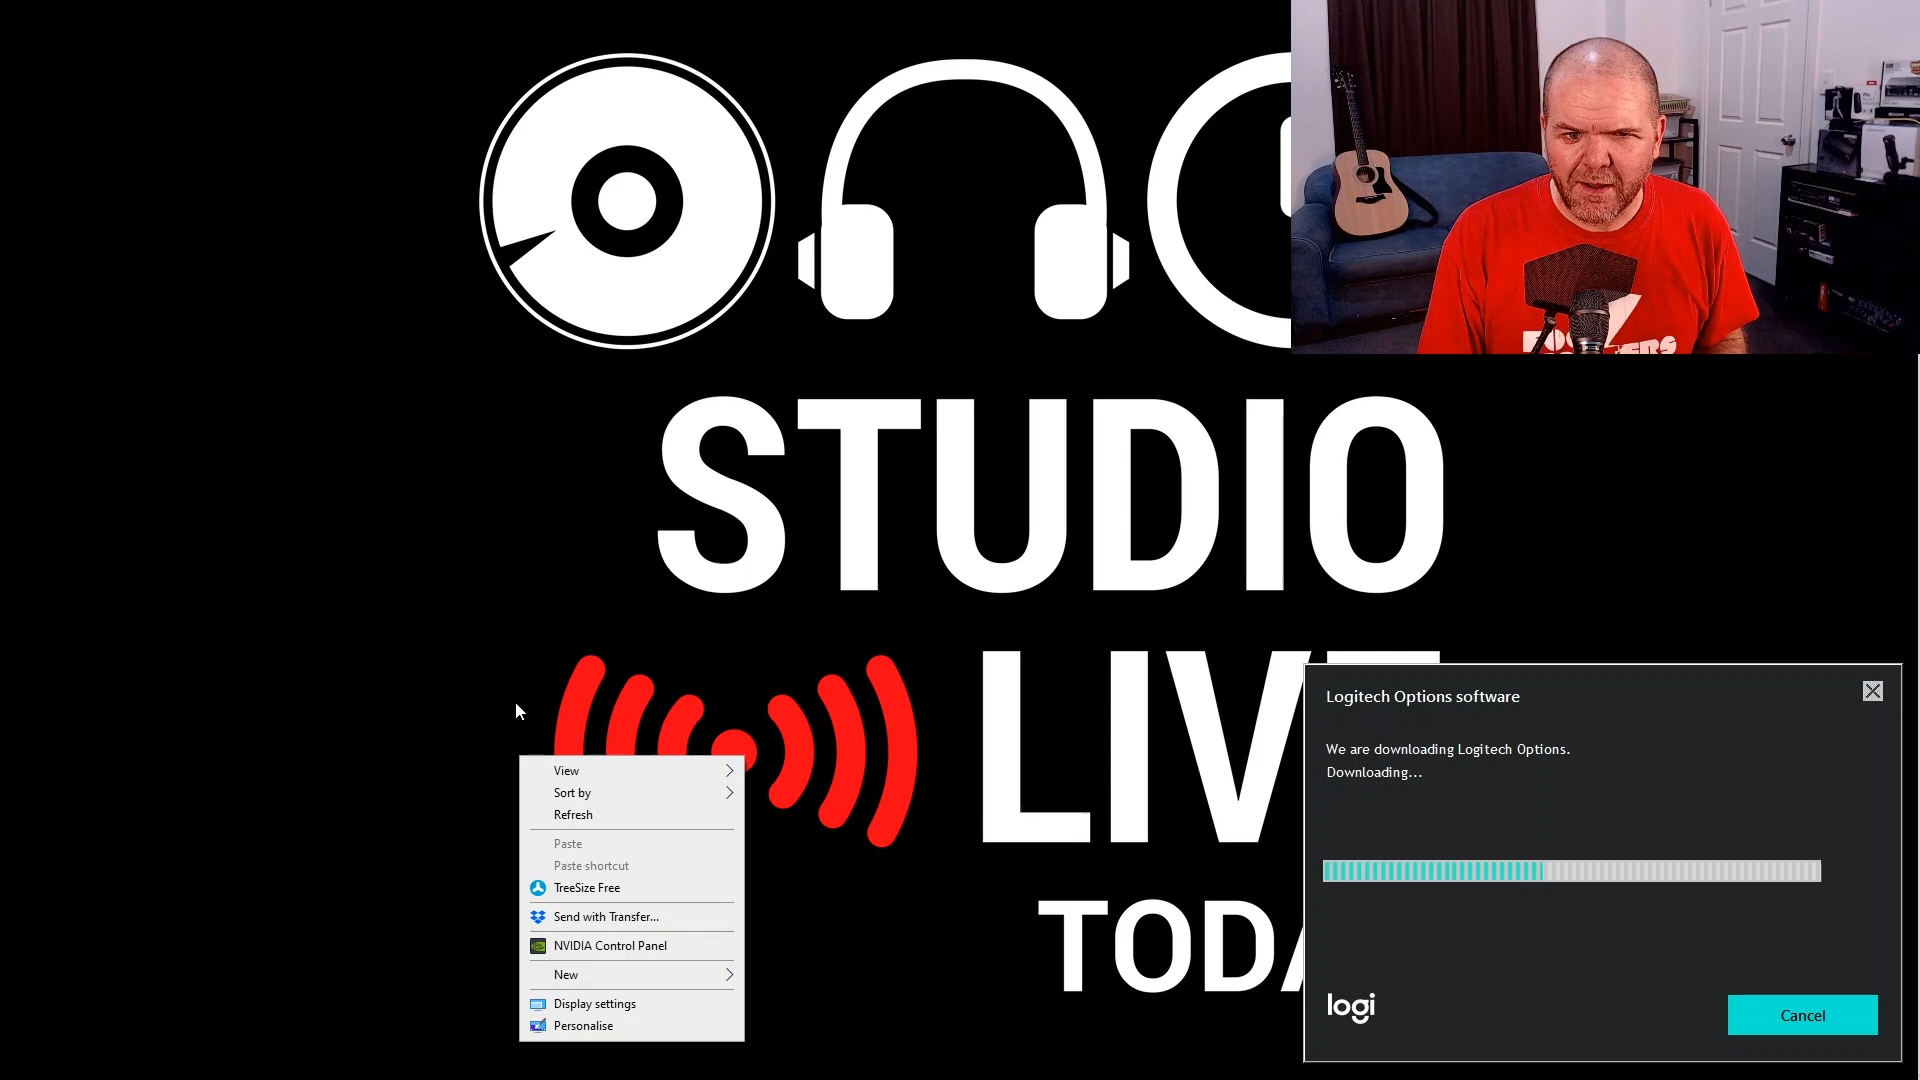 STUDIO
LIVE
TODA
View
Sort by
Refresh
Paste
Paste shortcut
TreeSize Free
Send with Transfer...
NVIDIA Control Panel
New
Display settings
Personalise
Logitech Options software
We are downloading Logitech Options.
Downloading...
logi
Cancel